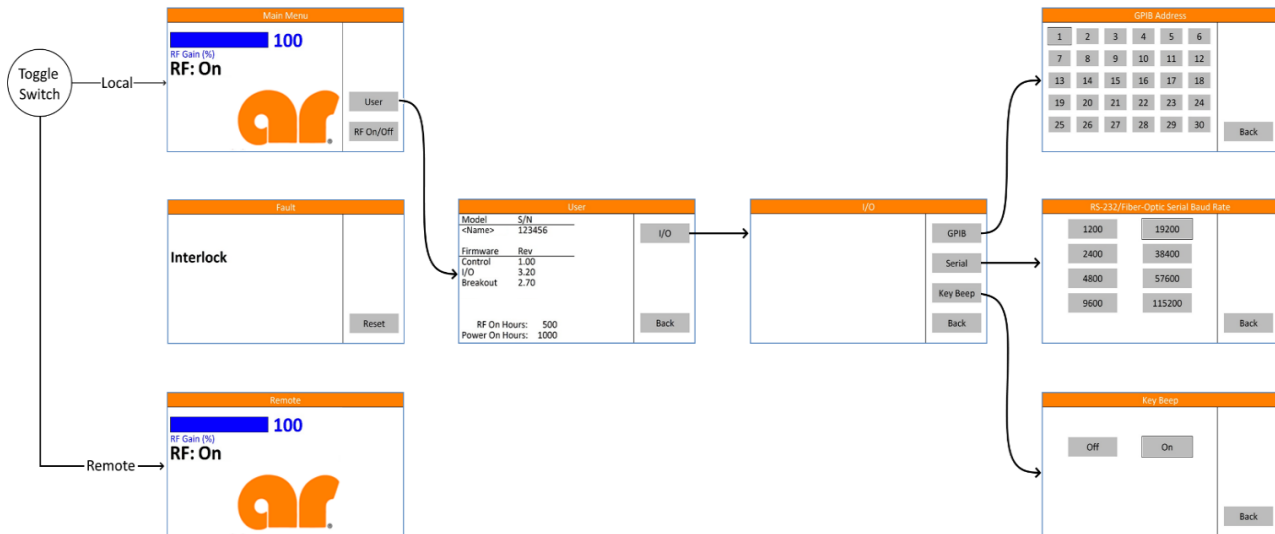 Toggle
Switch
Local
Remote
Main Menu
100
RF Gain (%)
RF: On
ar
User
RF On/Off
Fault
Interlock
Reset
Remote
100
RF Gain (%)
RF: On
ar
User
Model S/N
<Name> 123456
Firmware Rev
Control 1.00
I/O 3.20
Breakout 2.70
RF On Hours: 500
Power On Hours: 1000
I/O
Back
I/O
GPIB
Serial
Key Beep
Back
GPIB Address
1 2 3 4 5 6
7 8 9 10 11 12
13 14 15 16 17 18
19 20 21 22 23 24
25 26 27 28 29 30
Back
RS-232/Fiber-Optic Serial Baud Rate
1200 19200
2400 38400
4800 57600
9600 115200
Back
Key Beep
Off On
Back